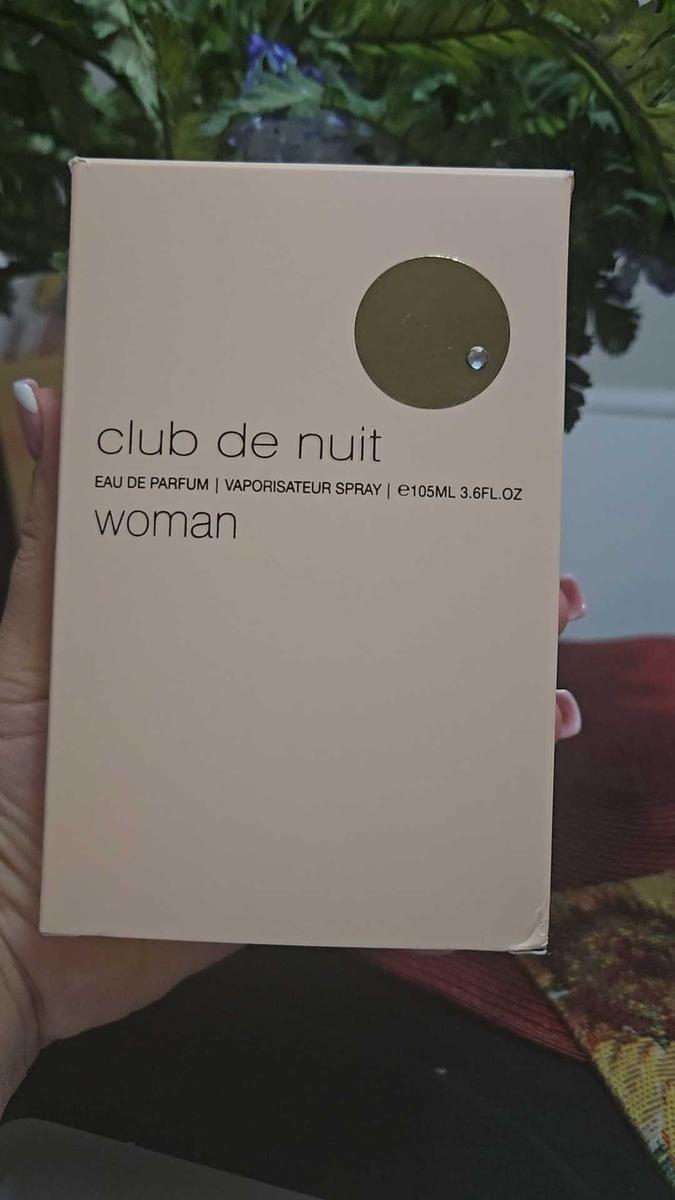 club de nuit
EAU DE PARFUM | VAPORISATEUR SPRAY | ℮105ML 3.6FL.OZ
woman